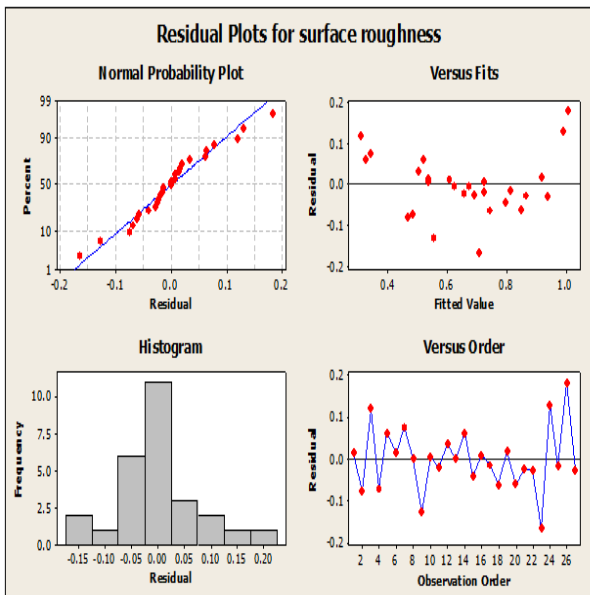 Residual Plots for surface roughness
Normal Probability Plot
99
90
50
10
1
Percent
-0.2 -0.1 0.0 0.1 0.2
Residual
Versus Fits
0.2
0.1
0.0
-0.1
-0.2
Residual
0.4 0.6 0.8 1.0
Fitted Value
Histogram
10.0
7.5
5.0
2.5
0.0
Frequency
-0.15 -0.10 -0.05 0.00 0.05 0.10 0.15 0.20
Residual
Versus Order
0.2
0.1
0.0
-0.1
-0.2
Residual
2 4 6 8 10 12 14 16 18 20 22 24 26
Observation Order